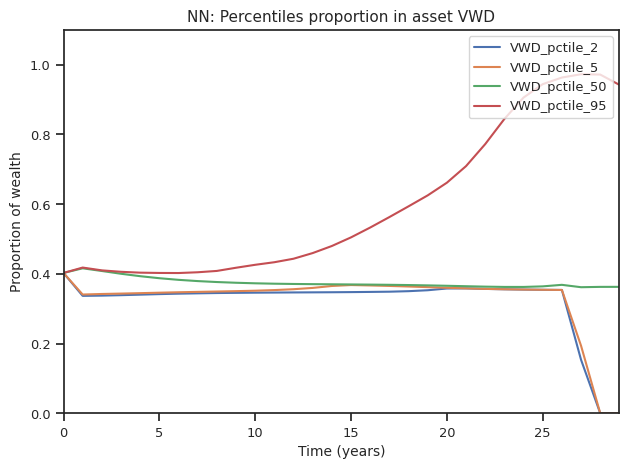 NN: Percentiles proportion in asset VWD
VWD_pctile_2
VWD_pctile_5
VWD_pctile_50
VWD_pctile_95
Proportion of wealth
1.0
0.8
0.6
0.4
0.2
0.0
0 5 10 15 20 25
Time (years)